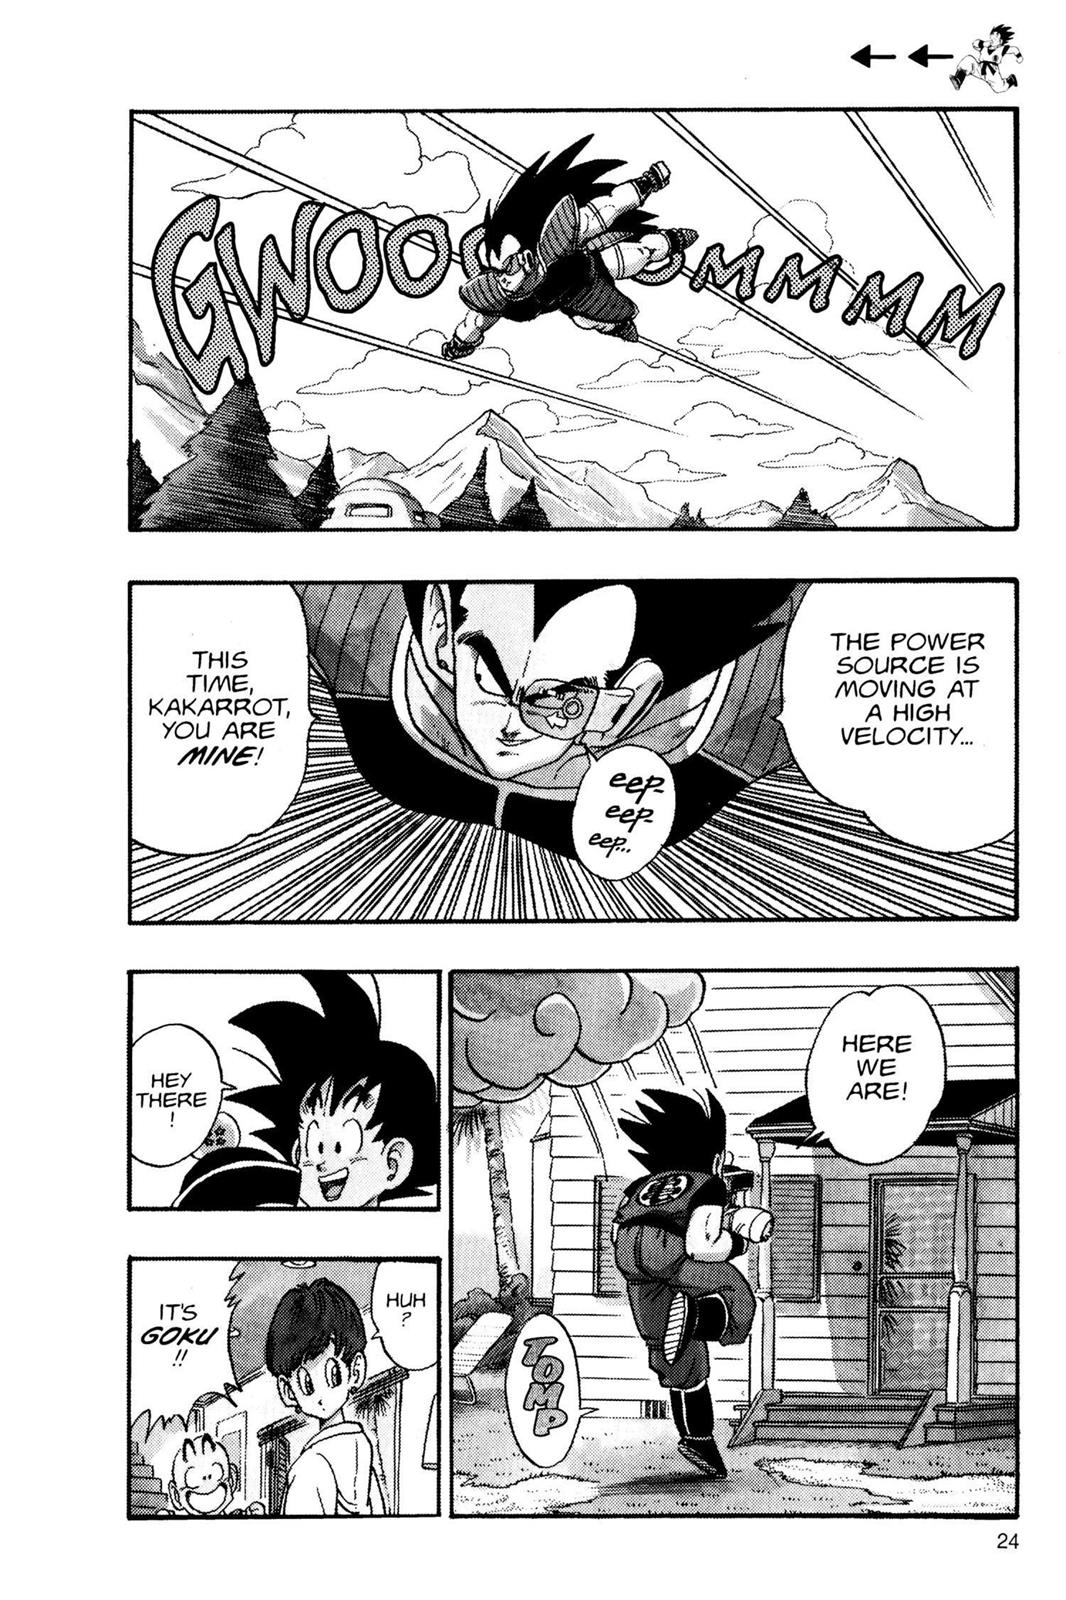 GWOOOOMMMMM
THE POWER
SOURCE IS
MOVING AT
A HIGH
VELOCITY...
eep-
eep-
eep...
THIS
TIME,
KAKARROT,
YOU ARE
MINE!
HERE
WE
ARE!
TOMP
HEY
THERE
!
HUH
?
IT'S
GOKU
!!
24